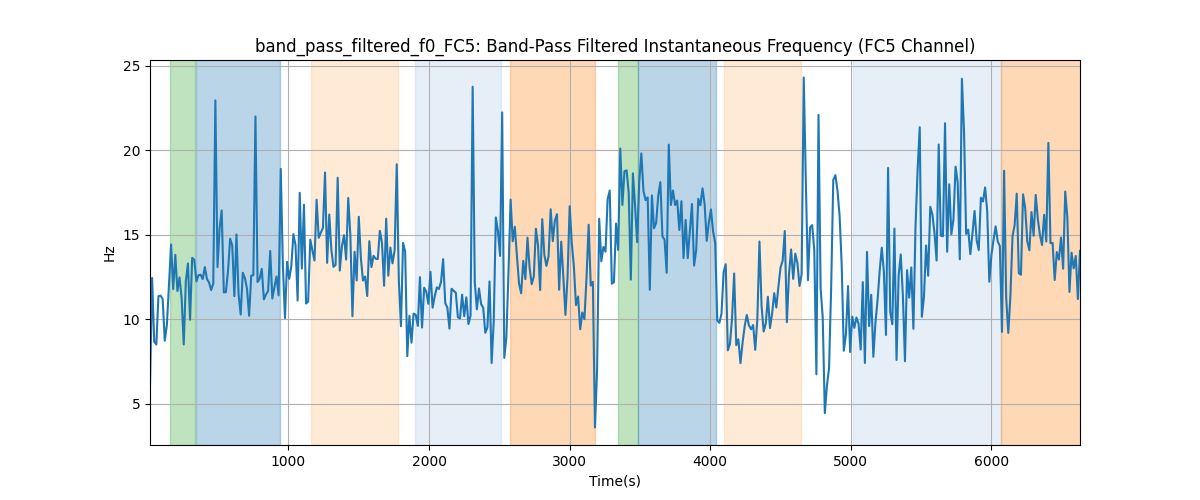 band_pass_filtered_f0_FC5: Band-Pass Filtered Instantaneous Frequency (FC5 Channel)
25
20
15
10
5
Hz
1000 2000 3000 4000 5000 6000
Time(s)